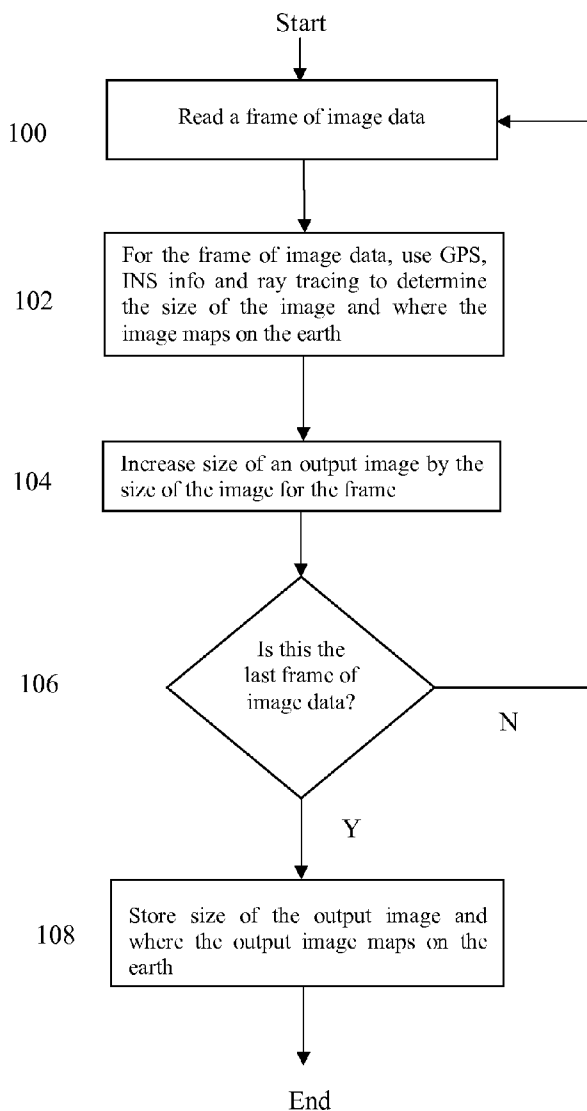 Start
100
Read a frame of image data
102
For the frame of image data, use GPS,
INS info and ray tracing to determine
the size of the image and where the
image maps on the earth
104
Increase size of an output image by the
size of the image for the frame
106
Is this the
last frame of
image data?
N
Y
108
Store size of the output image and
where the output image maps on the
earth
End